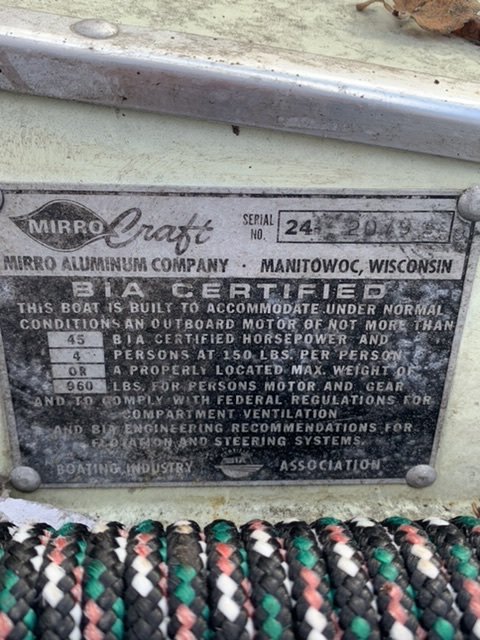 MIRRO Craft
SERIAL NO. 24
MIRRO ALUMINUM COMPANY · MANITOWOC, WISCONSIN
BIA CERTIFIED
THIS BOAT IS BUILT TO ACCOMMODATE UNDER NORMAL
CONDITIONS AN OUTBOARD MOTOR OF NOT MORE THAN
45 BIA CERTIFIED HORSEPOWER AND
4 PERSONS AT 150 LBS. PER PERSON
OR A PROPERLY LOCATED MAX. WEIGHT OF
960 LBS. FOR PERSONS MOTOR AND GEAR
AND TO COMPLY WITH FEDERAL REGULATIONS FOR
COMPARTMENT VENTILATION
AND BIA ENGINEERING RECOMMENDATIONS FOR
FLOTATION AND STEERING SYSTEMS.
BOATING INDUSTRY BIA ASSOCIATION